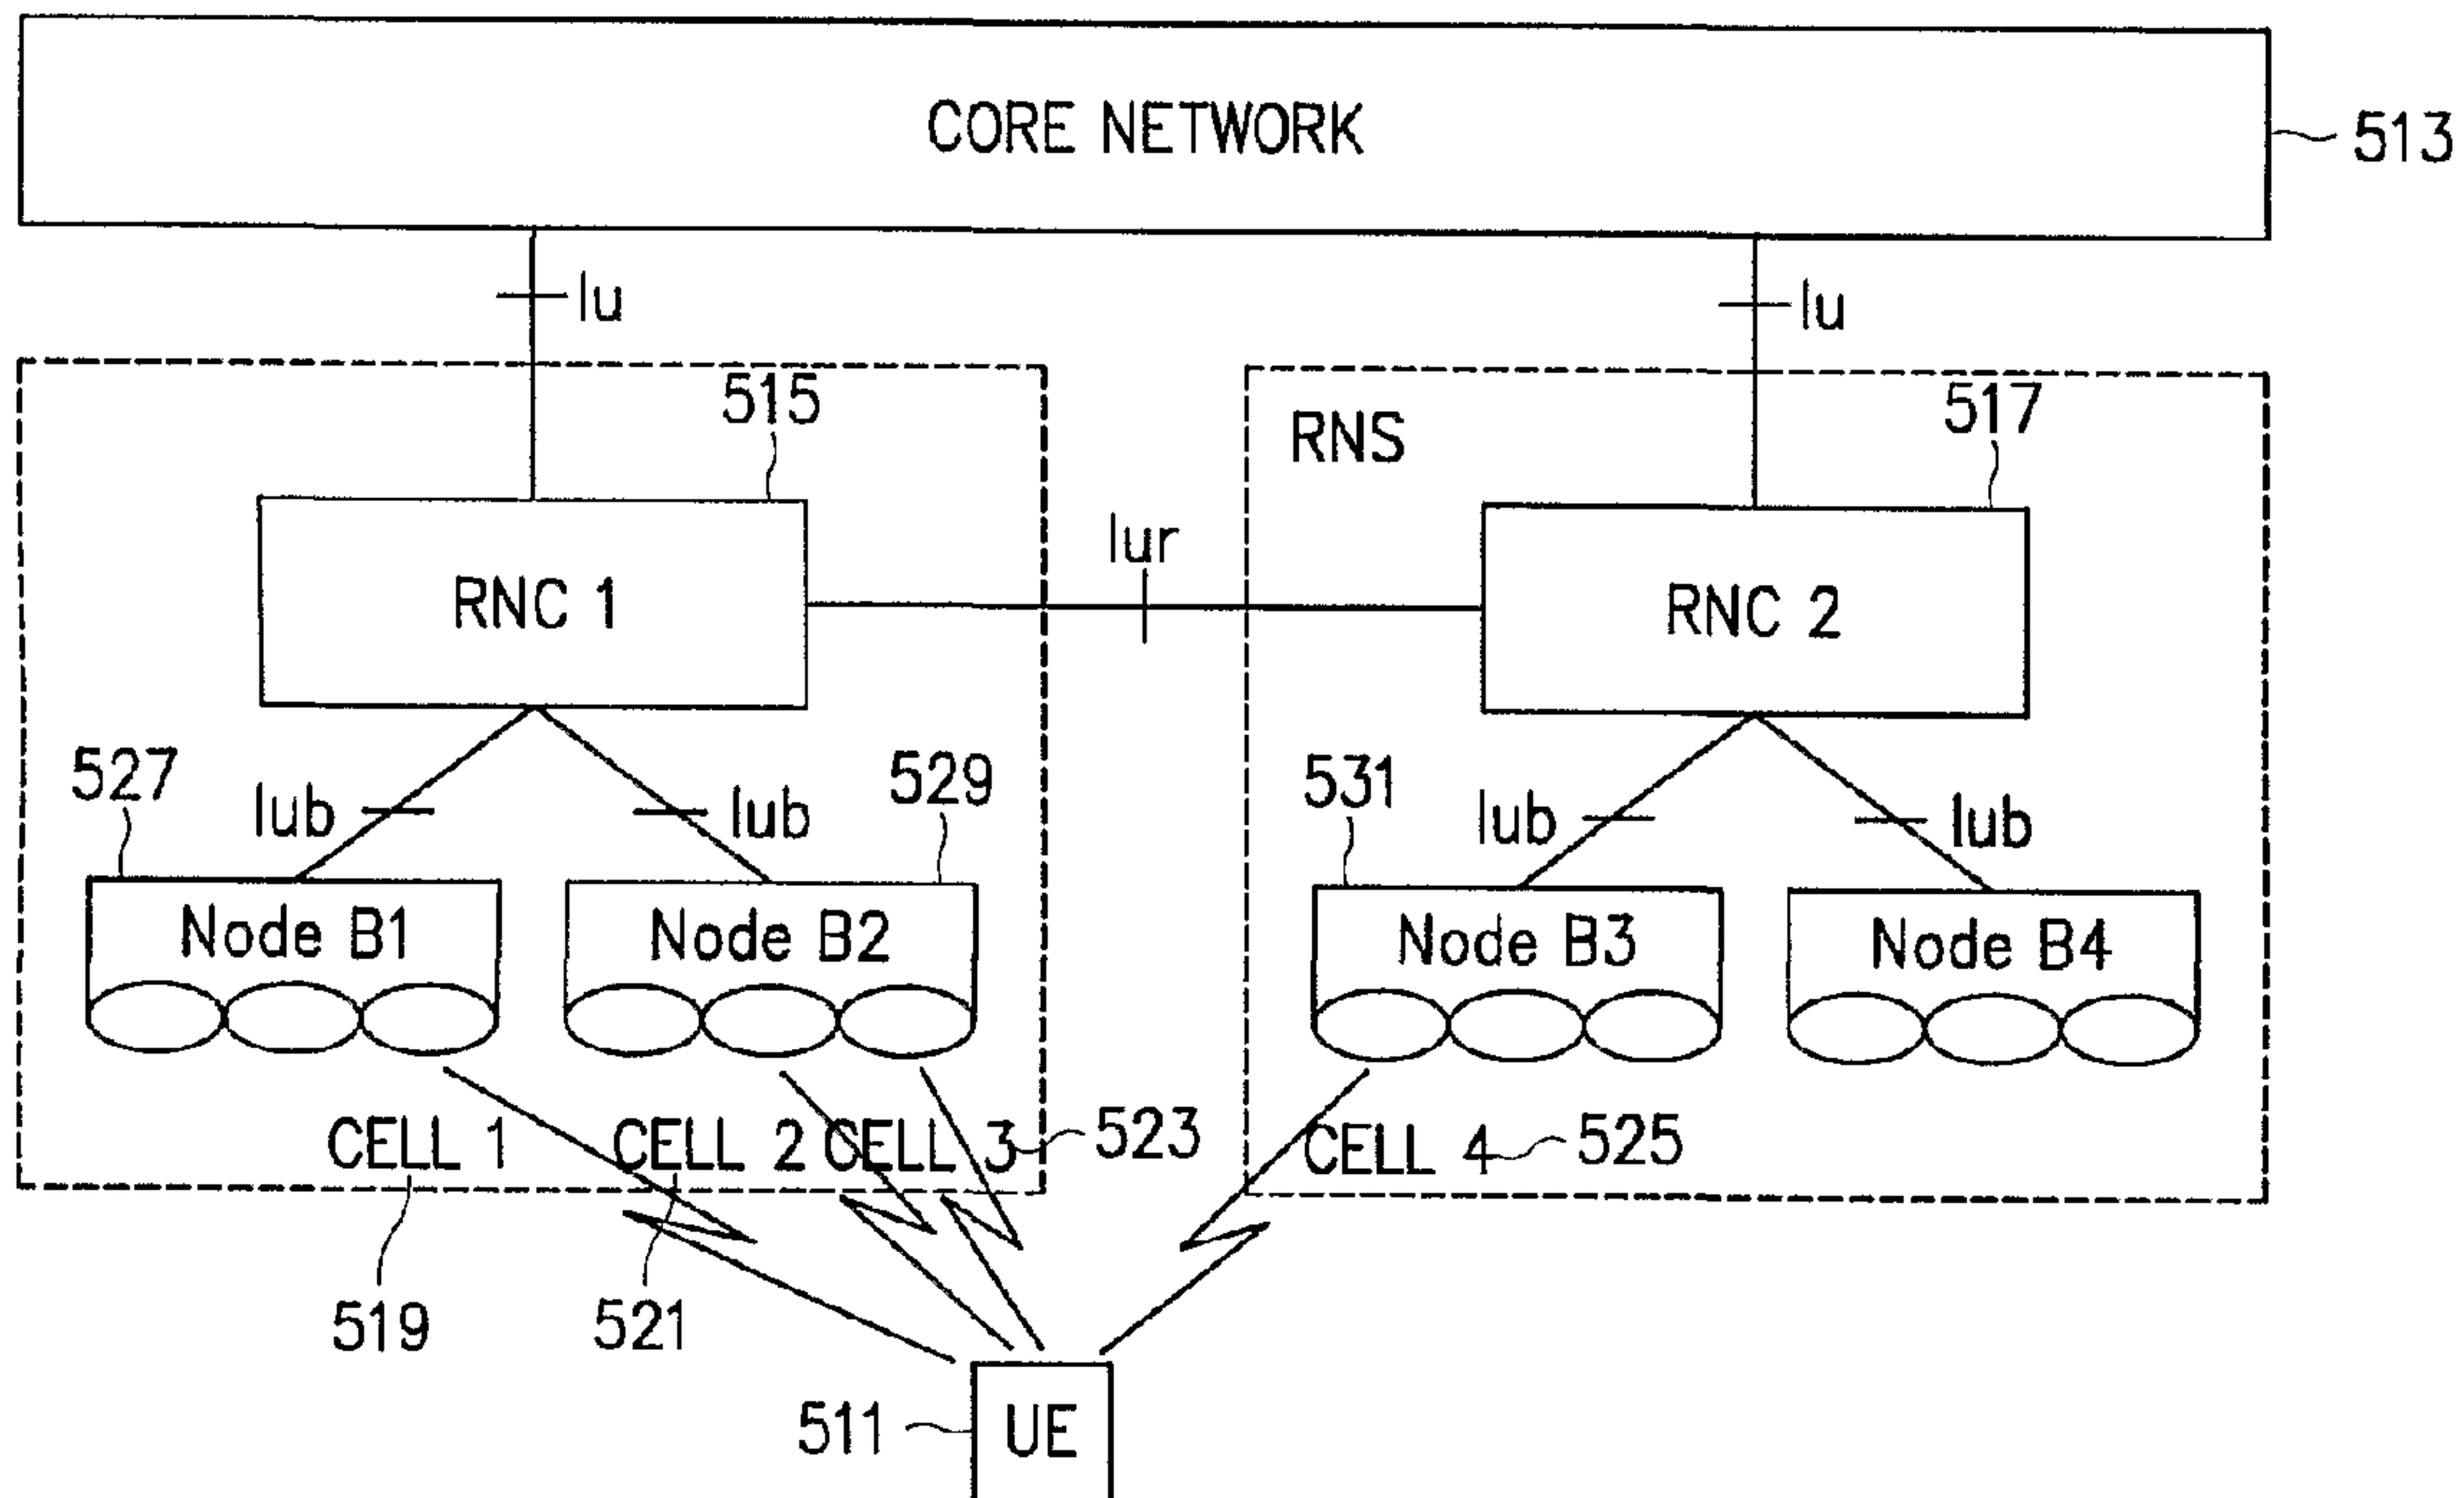 CORE NETWORK
513
Iu
Iu
515
517
RNS
Iur
RNC 1
RNC 2
527
529
531
Iub
Iub
Iub
Iub
Node B1
Node B2
Node B3
Node B4
CELL 1
CELL 2
CELL 3
523
CELL 4
525
519
521
511
UE